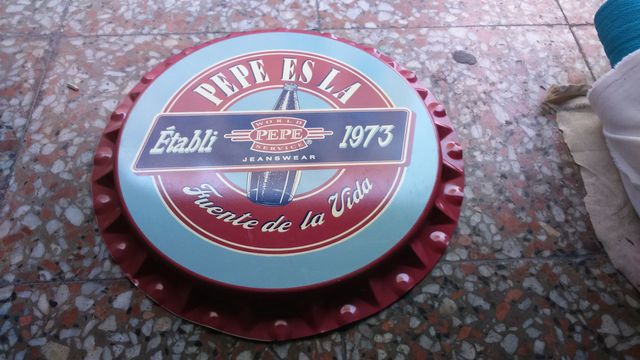 PEPE ES LA
Établi
WORLD
PEPE
SERVICE
JEANSWEAR
1973
Fuente de la Vida